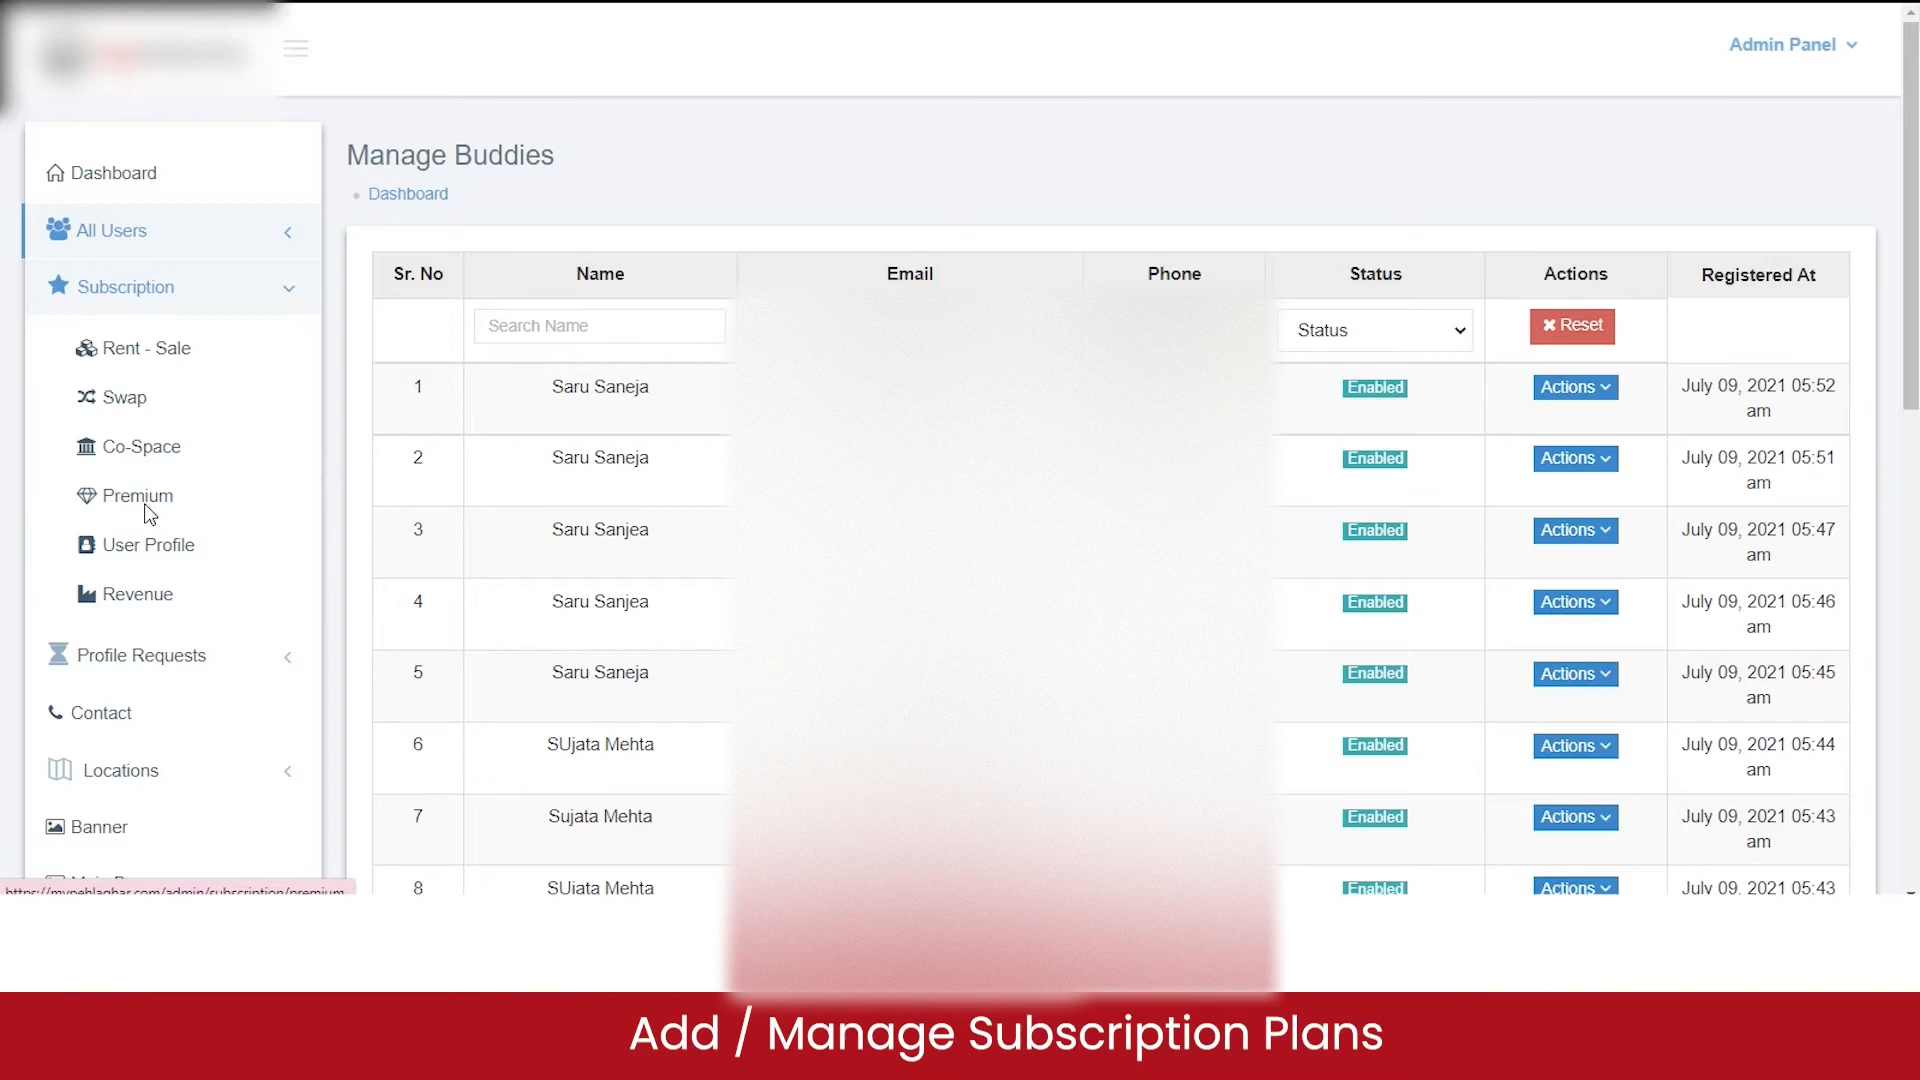 Admin Panel
Dashboard
All Users
Subscription
Rent - Sale
Swap
Co-Space
Premium
User Profile
Revenue
Profile Requests
Contact
Locations
Banner
https://mypehlaghar.com/admin/subscription/premium
Manage Buddies
Dashboard
Sr. No Name Email Phone Status Actions Registered At
Search Name Status Reset
1 Saru Saneja Enabled Actions July 09, 2021 05:52
am
2 Saru Saneja Enabled Actions July 09, 2021 05:51
am
3 Saru Sanjea Enabled Actions July 09, 2021 05:47
am
4 Saru Sanjea Enabled Actions July 09, 2021 05:46
am
5 Saru Saneja Enabled Actions July 09, 2021 05:45
am
6 SUjata Mehta Enabled Actions July 09, 2021 05:44
am
7 Sujata Mehta Enabled Actions July 09, 2021 05:43
am
8 SUjata Mehta Enabled Actions July 09, 2021 05:43
Add / Manage Subscription Plans